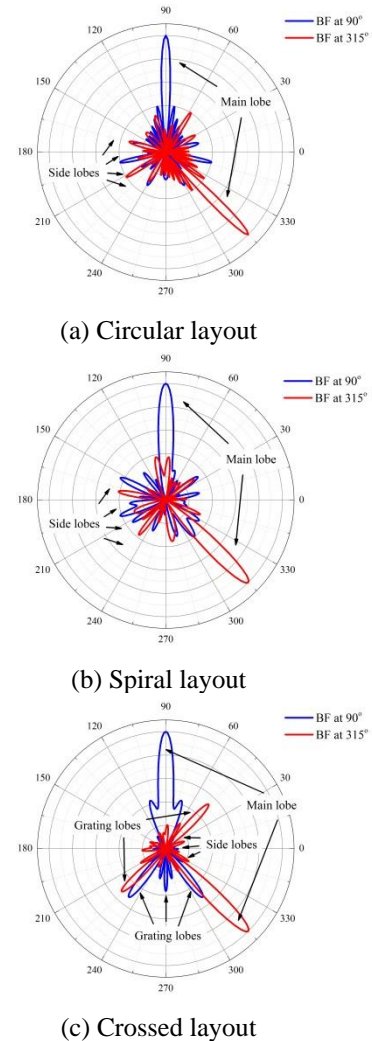 90
BF at 90°
BF at 315°
120
60
150
Main lobe
30
180
0
Side lobes
210
330
240
300
270
(a) Circular layout
90
BF at 90°
BF at 315°
120
60
150
30
Main lobe
180
0
Side lobes
210
330
240
300
270
(b) Spiral layout
90
BF at 90°
BF at 315°
120
60
150
30
Main lobe
Grating lobes
Side lobes
180
0
Grating lobes
210
330
240
300
270
(c) Crossed layout